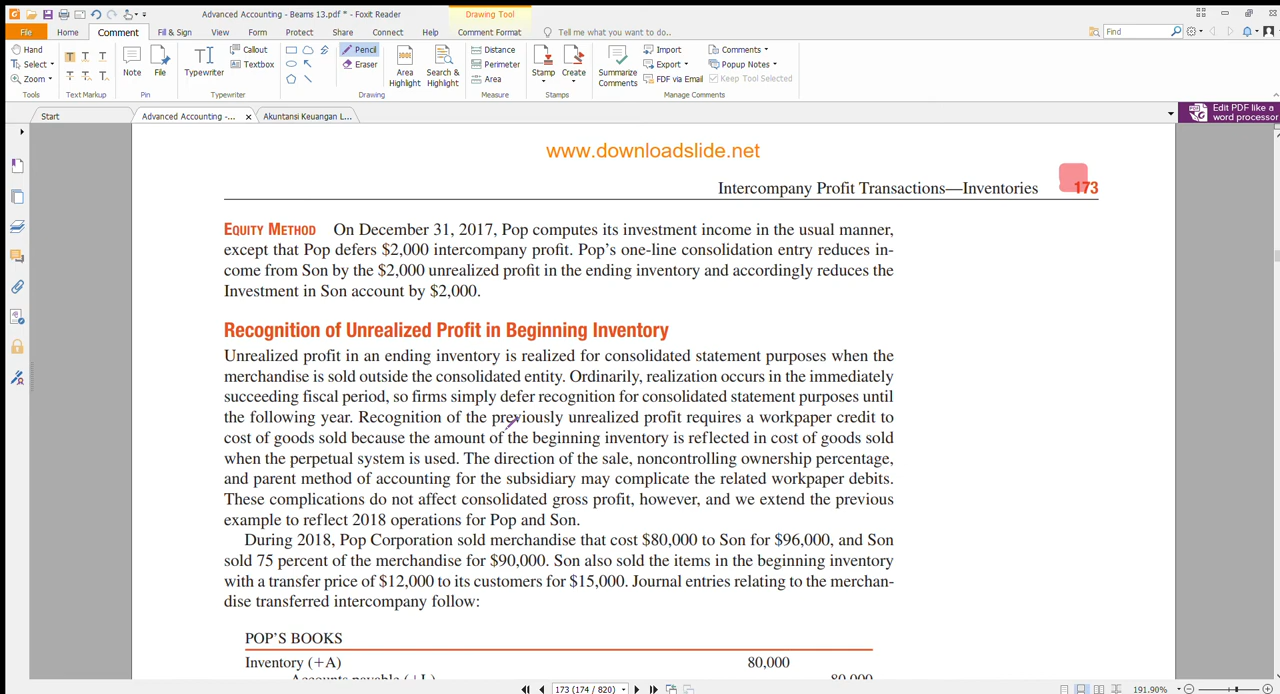 Advanced Accounting - Beams 13.pdf * - Foxit Reader
Drawing Tool
File
Home
Comment
Fill & Sign
View
Form
Protect
Share
Connect
Help
Comment Format
Tell me what you want to do..
Find
Hand
Select
Zoom
Tools
Text Markup
Note
File
Pin
Typewriter
Callout
Textbox
Typewriter
Pencil
Eraser
Area Highlight
Search & Highlight
Drawing
Distance
Perimeter
Area
Measure
Stamp
Create
Stamps
Summarize Comments
Import
Export
FDF via Email
Comments
Popup Notes
Keep Tool Selected
Manage Comments
Start
Advanced Accounting -...
Akuntansi Keuangan L...
Edit PDF like a
word processor
www.downloadslide.net
Intercompany Profit Transactions—Inventories 173
EQUITY METHOD On December 31, 2017, Pop computes its investment income in the usual manner,
except that Pop defers $2,000 intercompany profit. Pop's one-line consolidation entry reduces in-
come from Son by the $2,000 unrealized profit in the ending inventory and accordingly reduces the
Investment in Son account by $2,000.
Recognition of Unrealized Profit in Beginning Inventory
Unrealized profit in an ending inventory is realized for consolidated statement purposes when the
merchandise is sold outside the consolidated entity. Ordinarily, realization occurs in the immediately
succeeding fiscal period, so firms simply defer recognition for consolidated statement purposes until
the following year. Recognition of the previously unrealized profit requires a workpaper credit to
cost of goods sold because the amount of the beginning inventory is reflected in cost of goods sold
when the perpetual system is used. The direction of the sale, noncontrolling ownership percentage,
and parent method of accounting for the subsidiary may complicate the related workpaper debits.
These complications do not affect consolidated gross profit, however, and we extend the previous
example to reflect 2018 operations for Pop and Son.
During 2018, Pop Corporation sold merchandise that cost $80,000 to Son for $96,000, and Son
sold 75 percent of the merchandise for $90,000. Son also sold the items in the beginning inventory
with a transfer price of $12,000 to its customers for $15,000. Journal entries relating to the merchan-
dise transferred intercompany follow:
POP'S BOOKS
Inventory (+A) 80,000
Accounts payable (+L) 80,000
173 (174 / 820)
191.90%